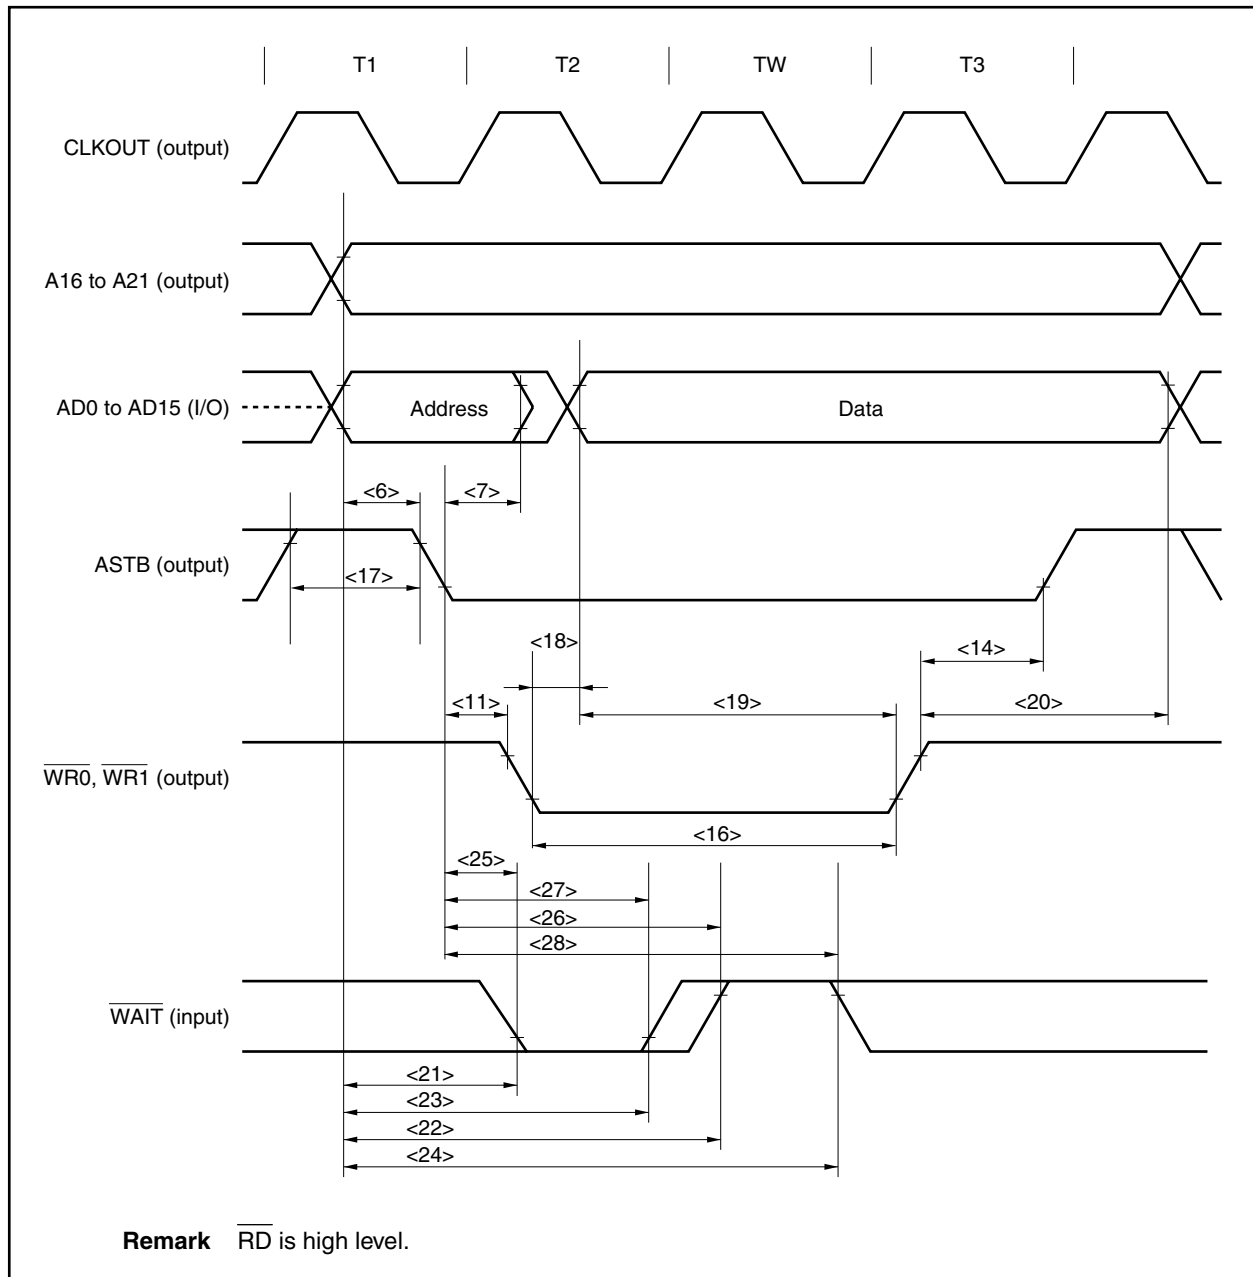 T1 T2 TW T3
CLKOUT (output)
A16 to A21 (output)
AD0 to AD15 (I/O) Address Data
<6> <7>
ASTB (output)
<17>
<18>
<14>
<11> <19> <20>
WR0, WR1 (output)
<16>
<25>
<27>
<26>
<28>
WAIT (input)
<21>
<23>
<22>
<24>
Remark RD is high level.